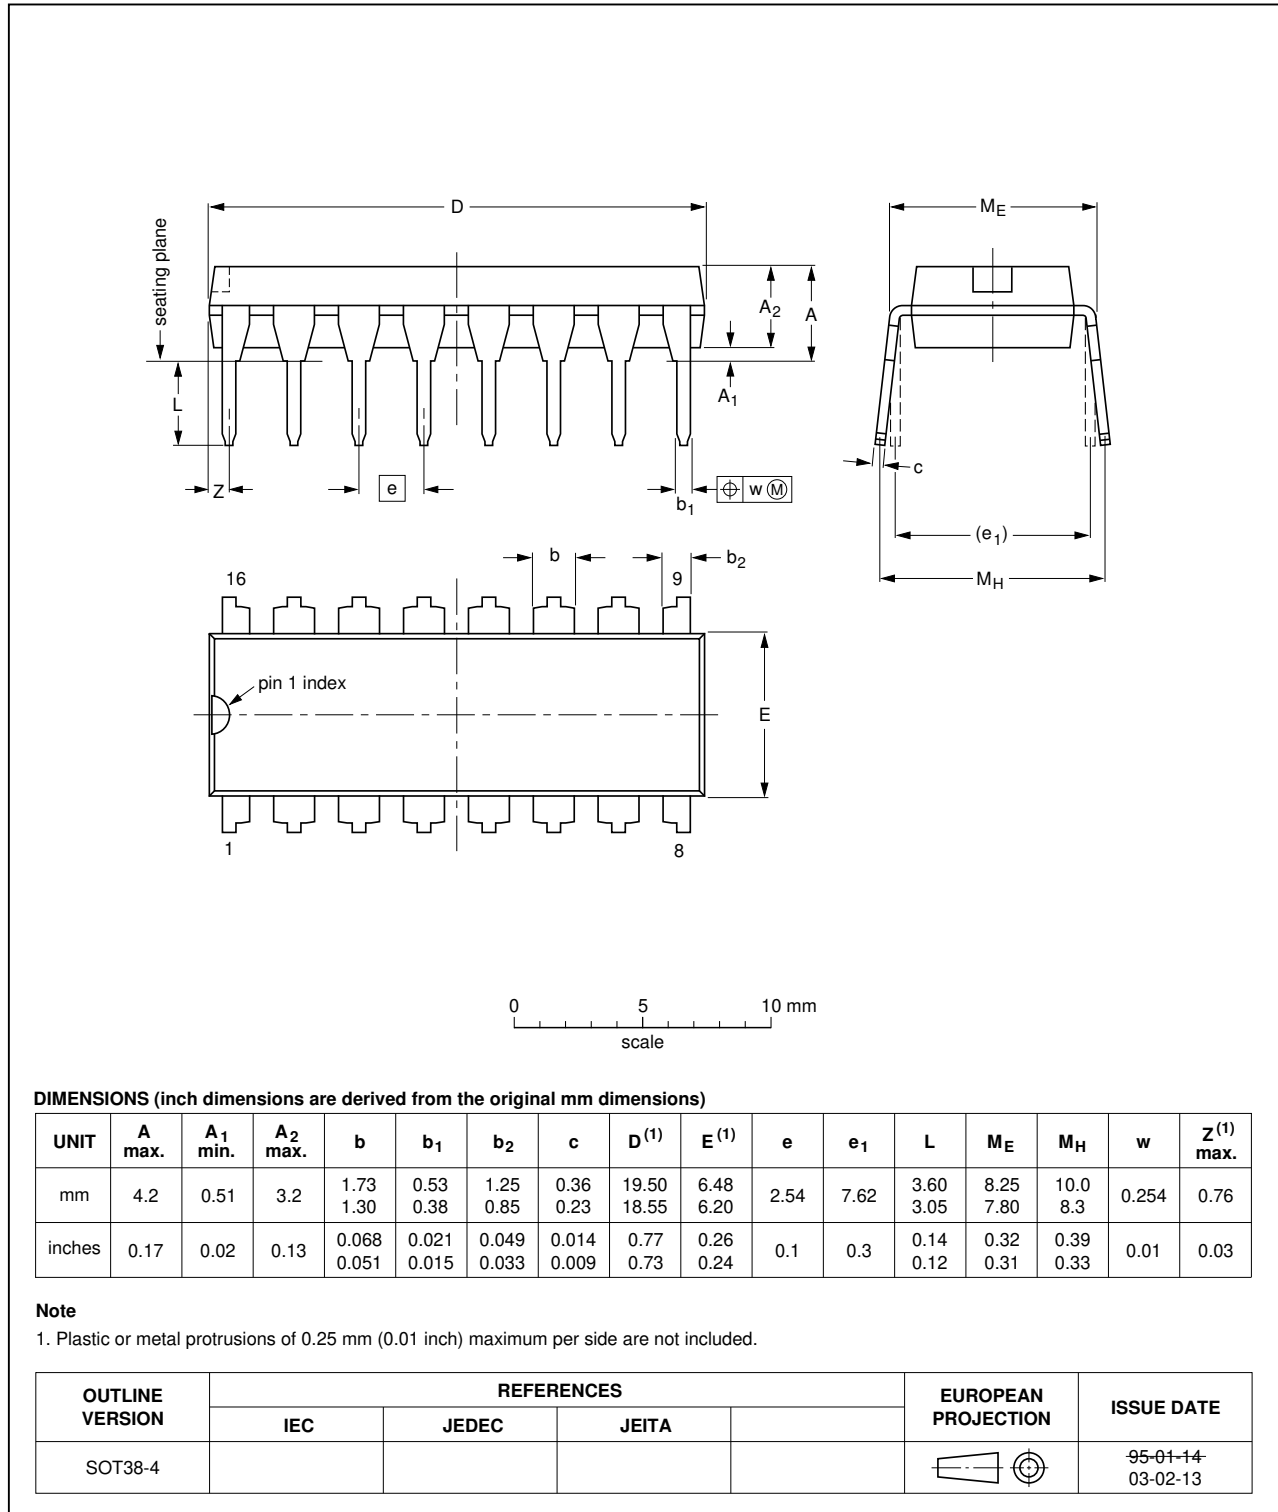 D
ME
seating plane
A2
A
L
A1
c
Z
e
b1
w M
(e1)
MH
b
b2
16
9
pin 1 index
E
1
8
0
5
10 mm
scale
DIMENSIONS (inch dimensions are derived from the original mm dimensions)
UNIT A max. A1 min. A2 max. b b1 b2 c D(1) E(1) e e1 L ME MH w Z(1) max.
mm 4.2 0.51 3.2 1.73 1.30 0.53 0.38 1.25 0.85 0.36 0.23 19.50 18.55 6.48 6.20 2.54 7.62 3.60 3.05 8.25 7.80 10.0 8.3 0.254 0.76
inches 0.17 0.02 0.13 0.068 0.051 0.021 0.015 0.049 0.033 0.014 0.009 0.77 0.73 0.26 0.24 0.1 0.3 0.14 0.12 0.32 0.31 0.39 0.33 0.01 0.03
Note
1. Plastic or metal protrusions of 0.25 mm (0.01 inch) maximum per side are not included.
OUTLINE VERSION
REFERENCES
IEC JEDEC JEITA
EUROPEAN PROJECTION
ISSUE DATE
SOT38-4
95-01-14
03-02-13